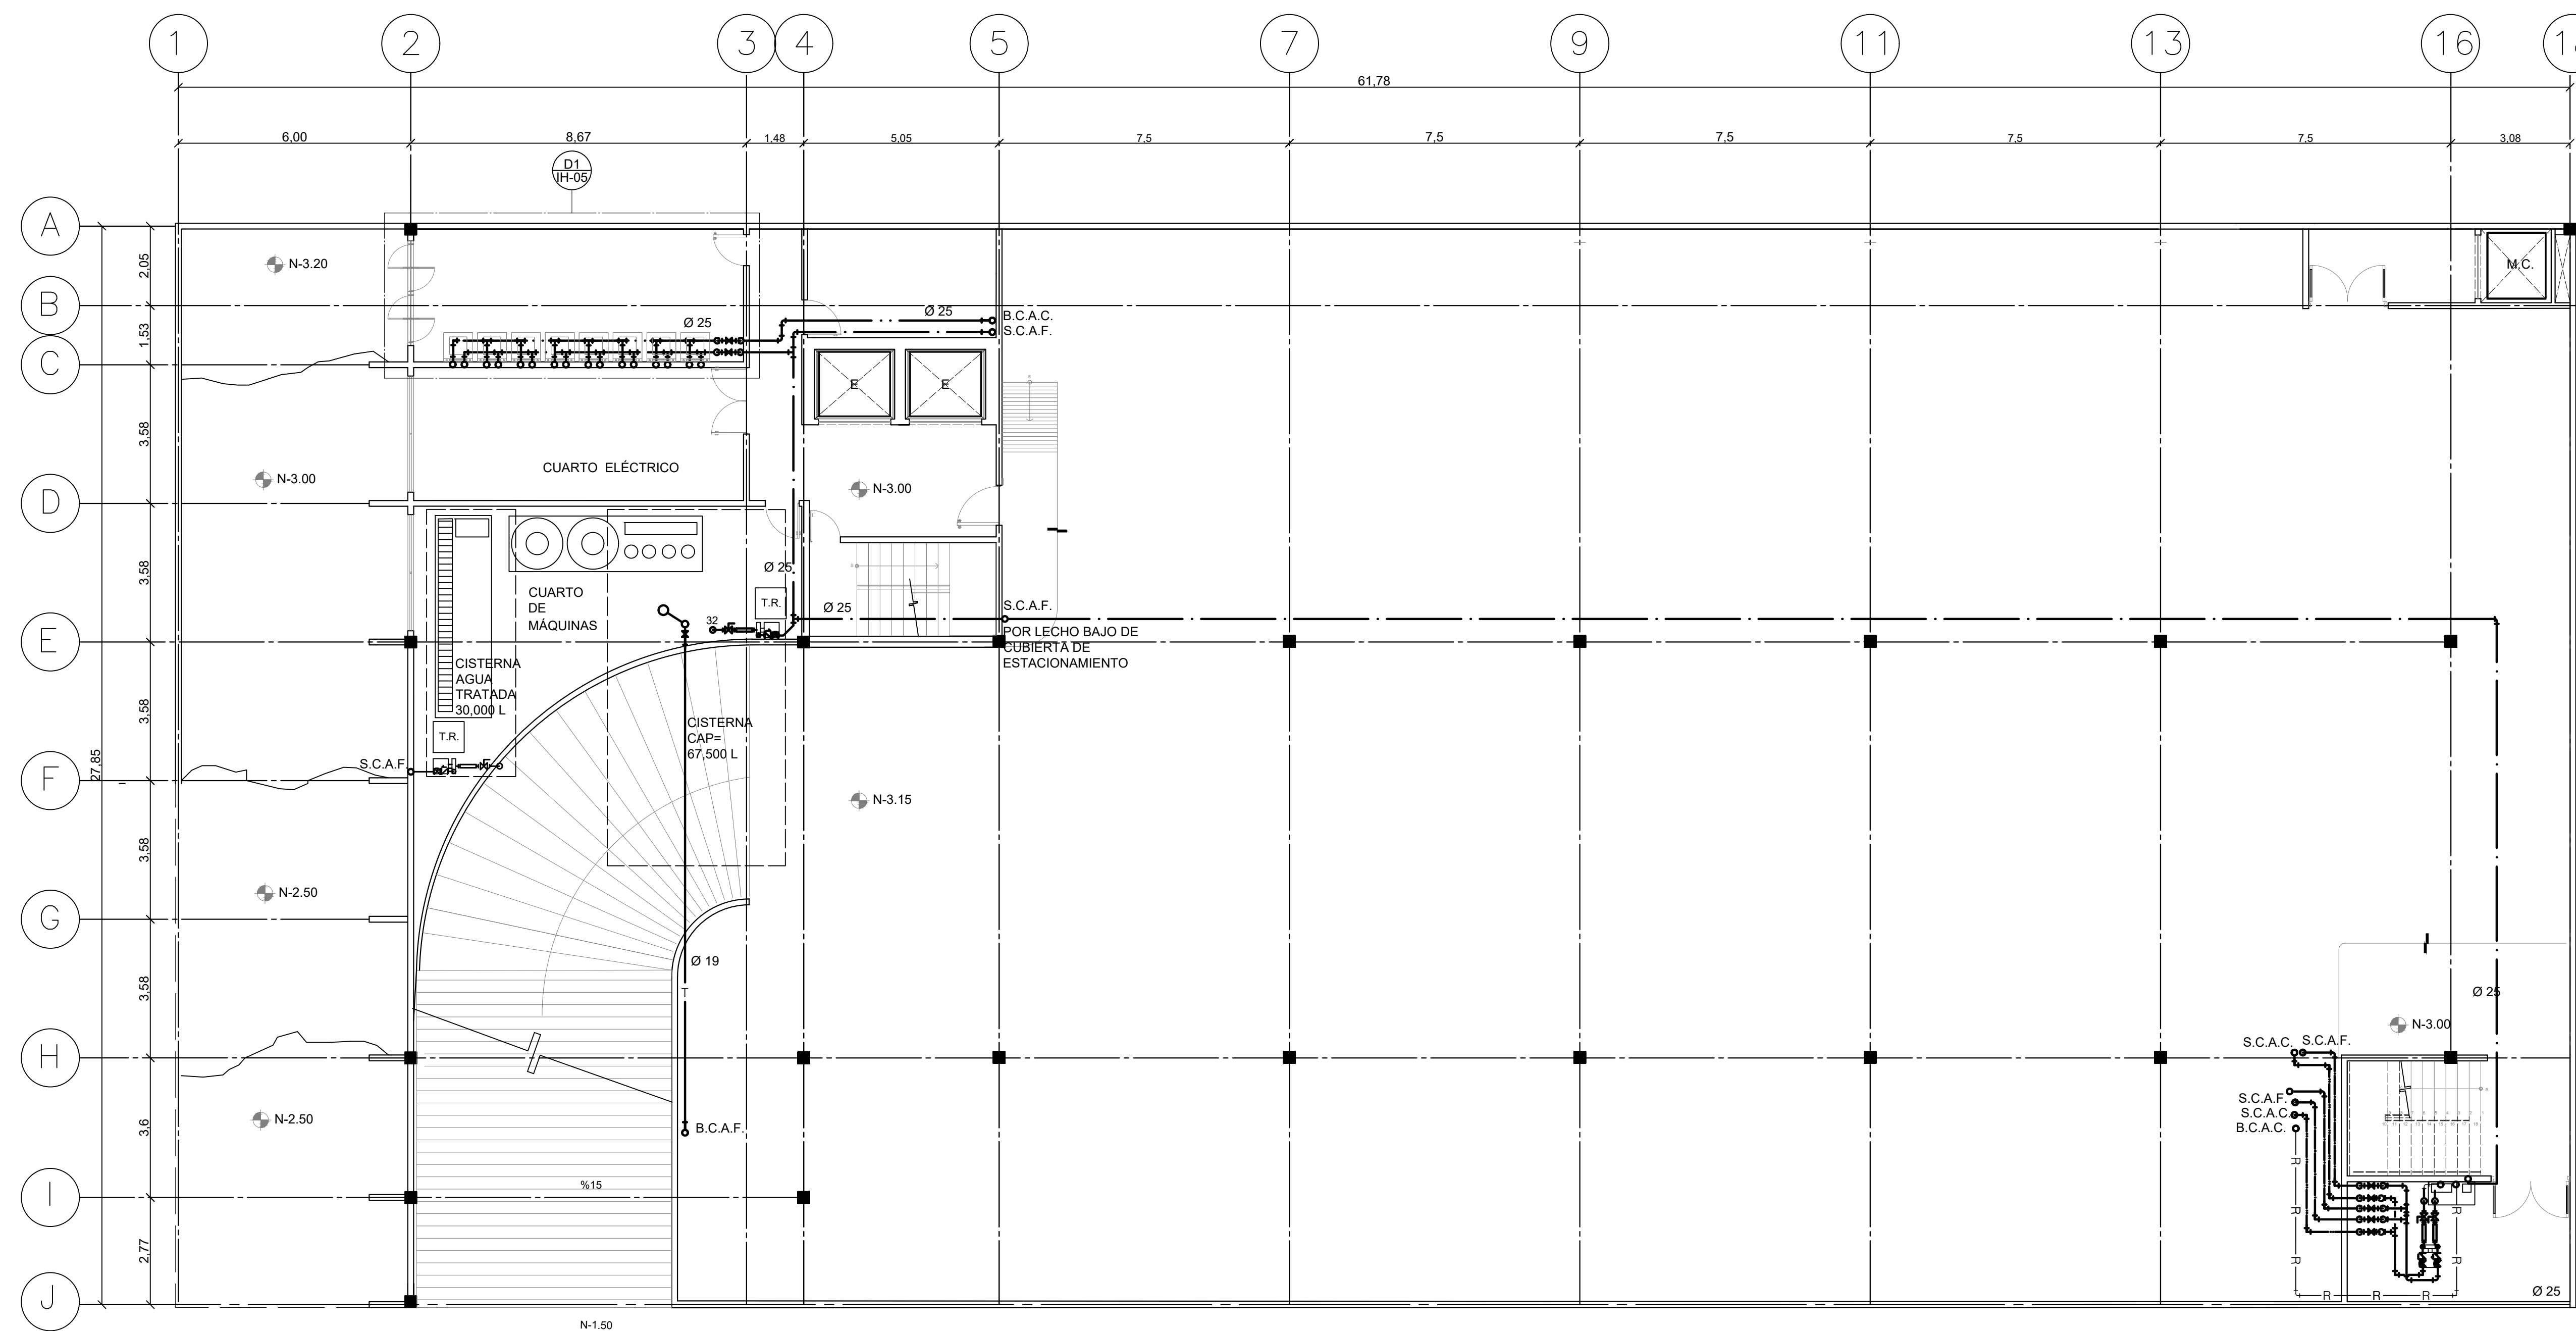 1 2 3 4 5 7 9 11 13 16
61,78
6,00 8,67 1,48 5,05 7,5 7,5 7,5 7,5 7,5 3,08
D1
IH-05
A
B
C
D
E
F
G
H
I
J
2,05
1,53
3,58
3,58
3,58
3,58
3,58
3,6
2,77
27,85
N-3.20
M.C.
Ø 25
Ø 25
B.C.A.C.
S.C.A.F.
E E
CUARTO ELÉCTRICO
N-3.00
N-3.00
Ø 25
CUARTO
DE
MÁQUINAS
T.R.
Ø 25
S.C.A.F.
32
POR LECHO BAJO DE
CUBIERTA DE
ESTACIONAMIENTO
CISTERNA
AGUA
TRATADA
30,000 L
T.R.
CISTERNA
CAP=
67,500 L
S.C.A.F.
N-3.15
N-2.50
Ø 19
T
Ø 25
N-3.00
S.C.A.C. S.C.A.F.
N-2.50
B.C.A.F.
S.C.A.F.
S.C.A.C.
B.C.A.C.
R
%15
R R
R R
R R R
Ø 25
N-1.50